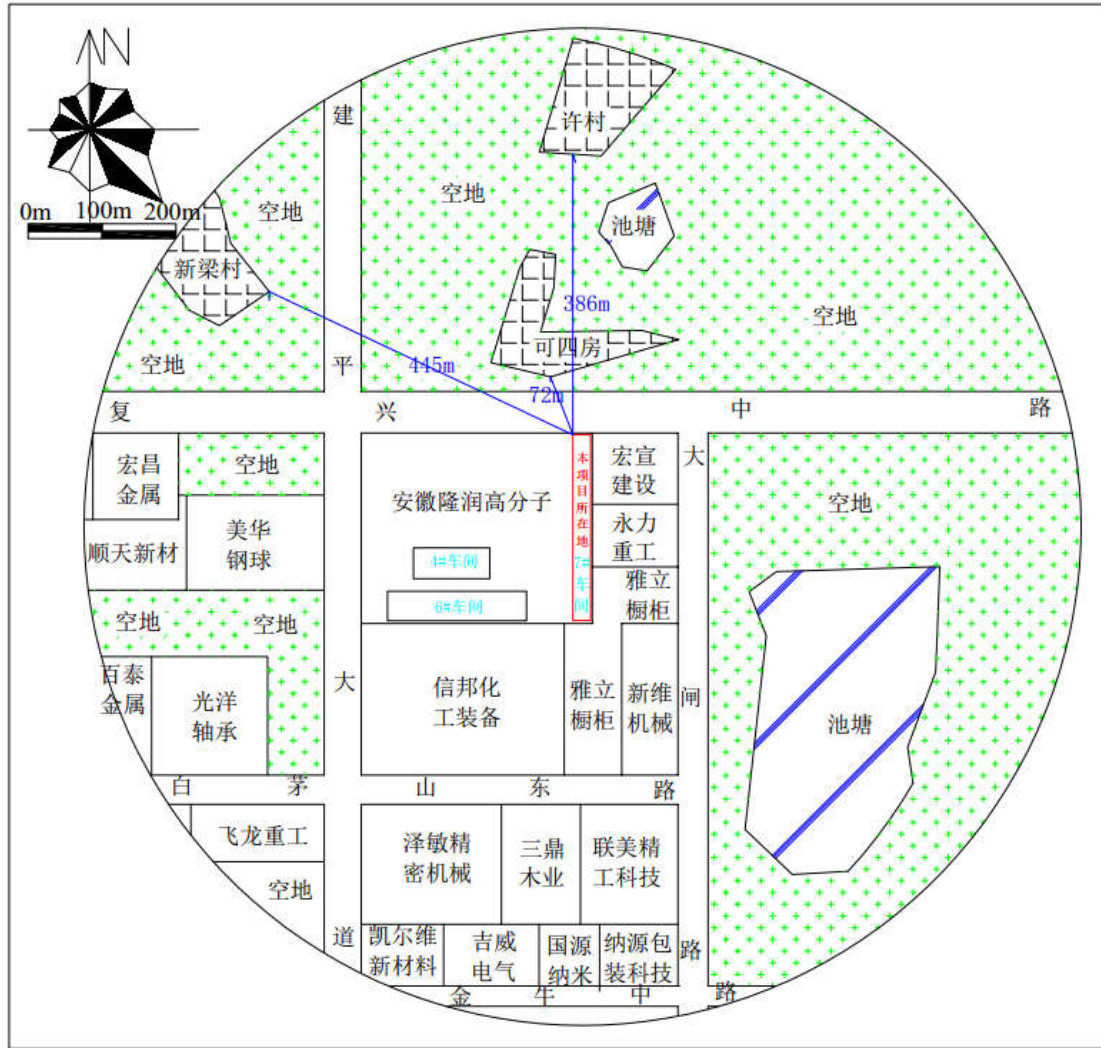 N
建
许村
空地
空地
池塘
0m 100m 200m
新梁村
386m
空地
可四房
445m
平
空地
72m
复
兴
中
路
本项目所在地
7#车间
宏昌
金属
空地
安徽隆润高分子
宏宣
建设
大
空地
顺天新材
美华
钢球
永力
重工
4#车间
6#车间
雅立
橱柜
空地
空地
百泰
金属
光洋
轴承
大
信邦化
工装备
雅立
橱柜
新维
机械
闸
池塘
白
茅
山
东
路
飞龙重工
泽敏精
密机械
三鼎
木业
联美精
工科技
空地
道
凯尔维
新材料
吉威
电气
国源
纳米
纳源包
装科技
路
金
牛
中
路